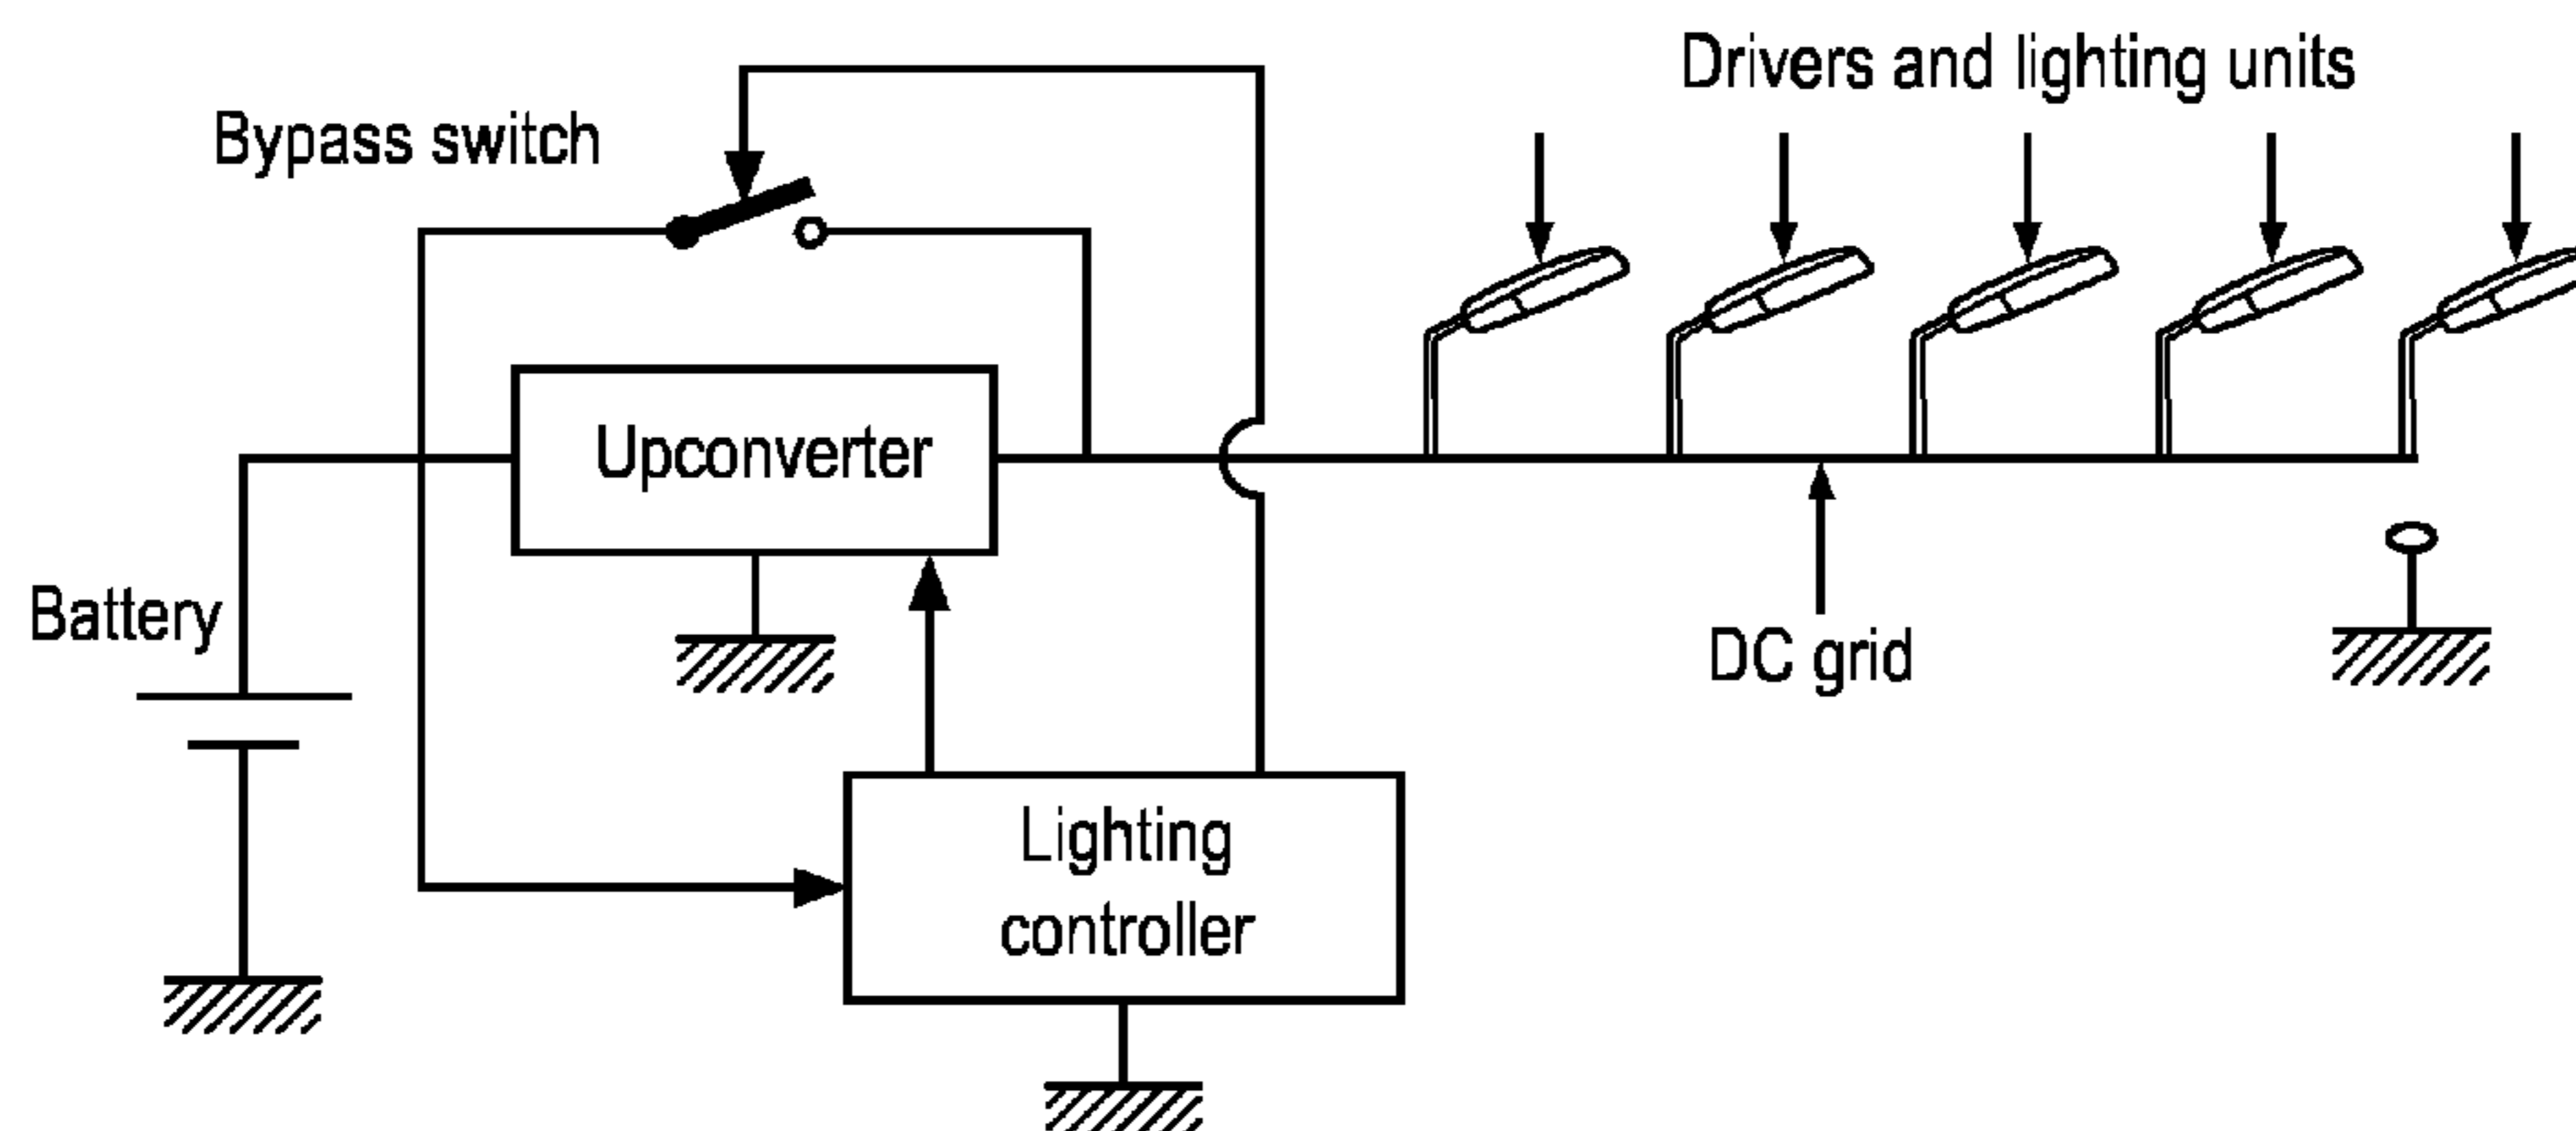 Drivers and lighting units
Bypass switch
Upconverter
Battery
DC grid
Lighting
controller